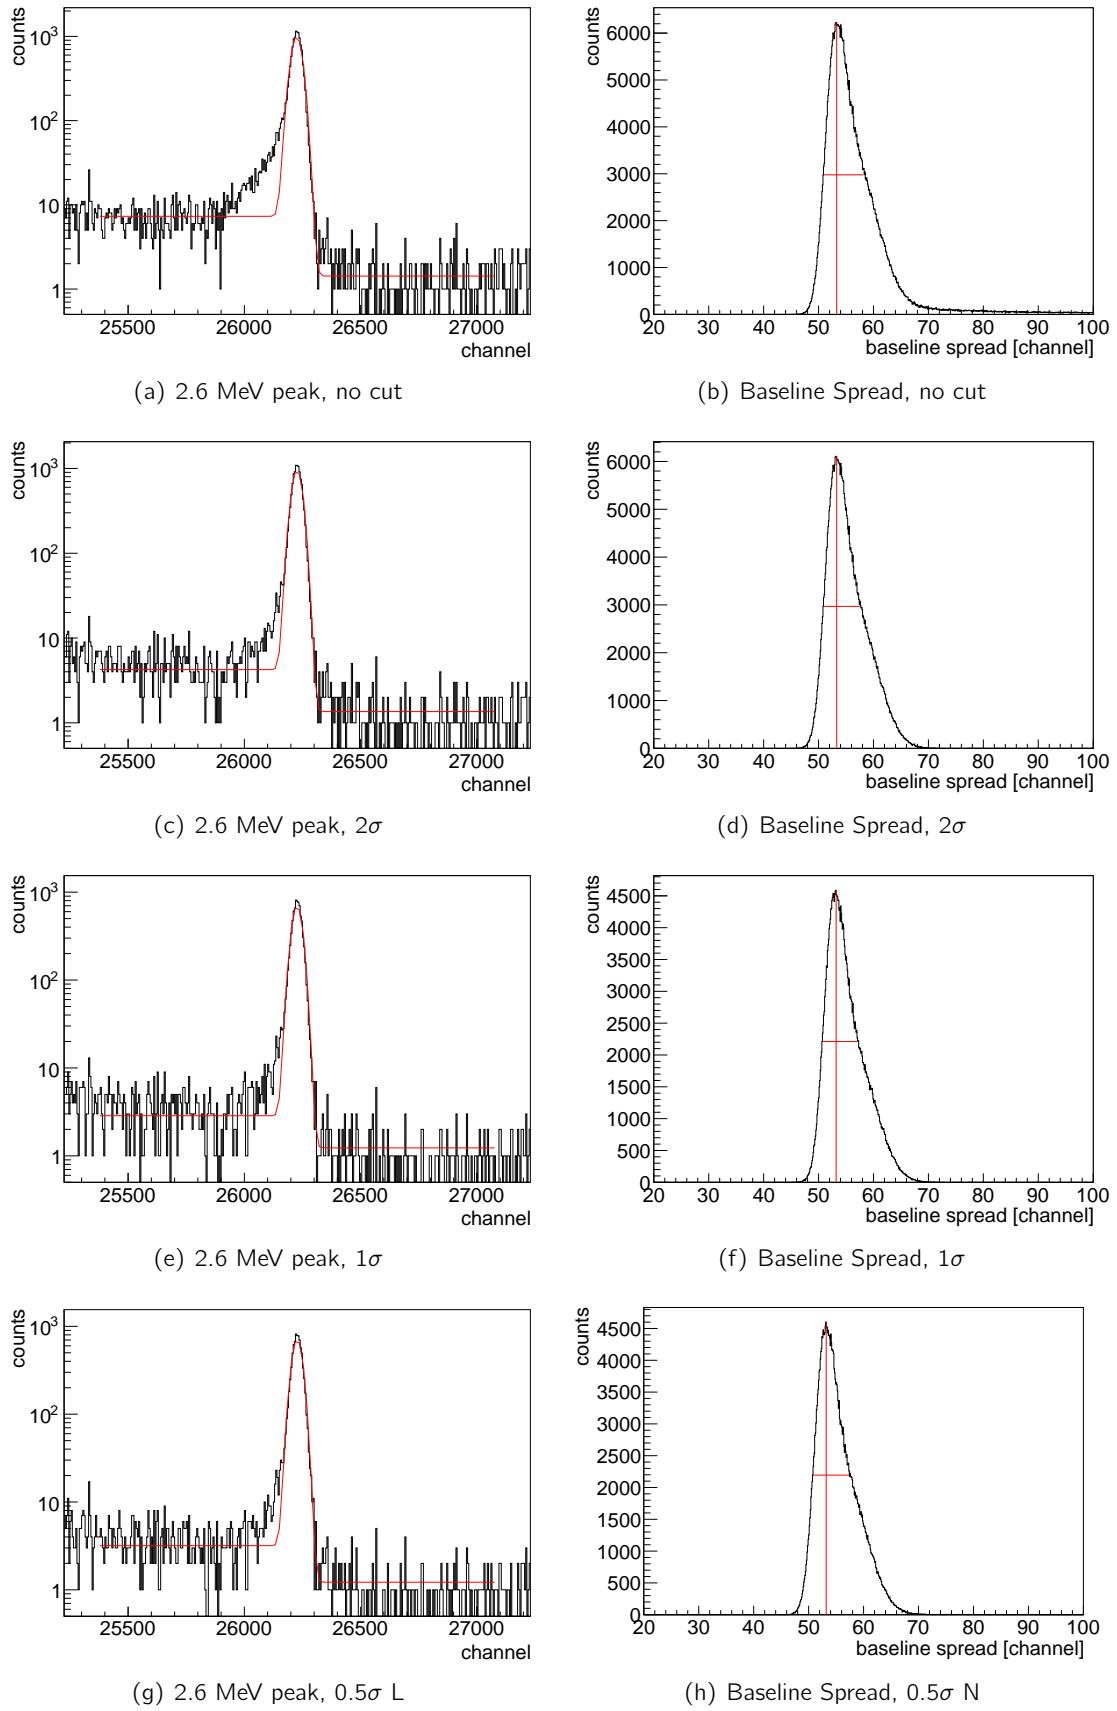 counts
10³
10²
10
1
25500 26000 26500 27000
channel
(a) 2.6 MeV peak, no cut
counts
6000
5000
4000
3000
2000
1000
0
20 30 40 50 60 70 80 90 100
baseline spread [channel]
(b) Baseline Spread, no cut
counts
10³
10²
10
1
25500 26000 26500 27000
channel
(c) 2.6 MeV peak, 2σ
counts
6000
5000
4000
3000
2000
1000
0
20 30 40 50 60 70 80 90 100
baseline spread [channel]
(d) Baseline Spread, 2σ
counts
10³
10²
10
1
25500 26000 26500 27000
channel
(e) 2.6 MeV peak, 1σ
counts
4500
4000
3500
3000
2500
2000
1500
1000
500
0
20 30 40 50 60 70 80 90 100
baseline spread [channel]
(f) Baseline Spread, 1σ
counts
10³
10²
10
1
25500 26000 26500 27000
channel
(g) 2.6 MeV peak, 0.5σ L
counts
4500
4000
3500
3000
2500
2000
1500
1000
500
0
20 30 40 50 60 70 80 90 100
baseline spread [channel]
(h) Baseline Spread, 0.5σ N